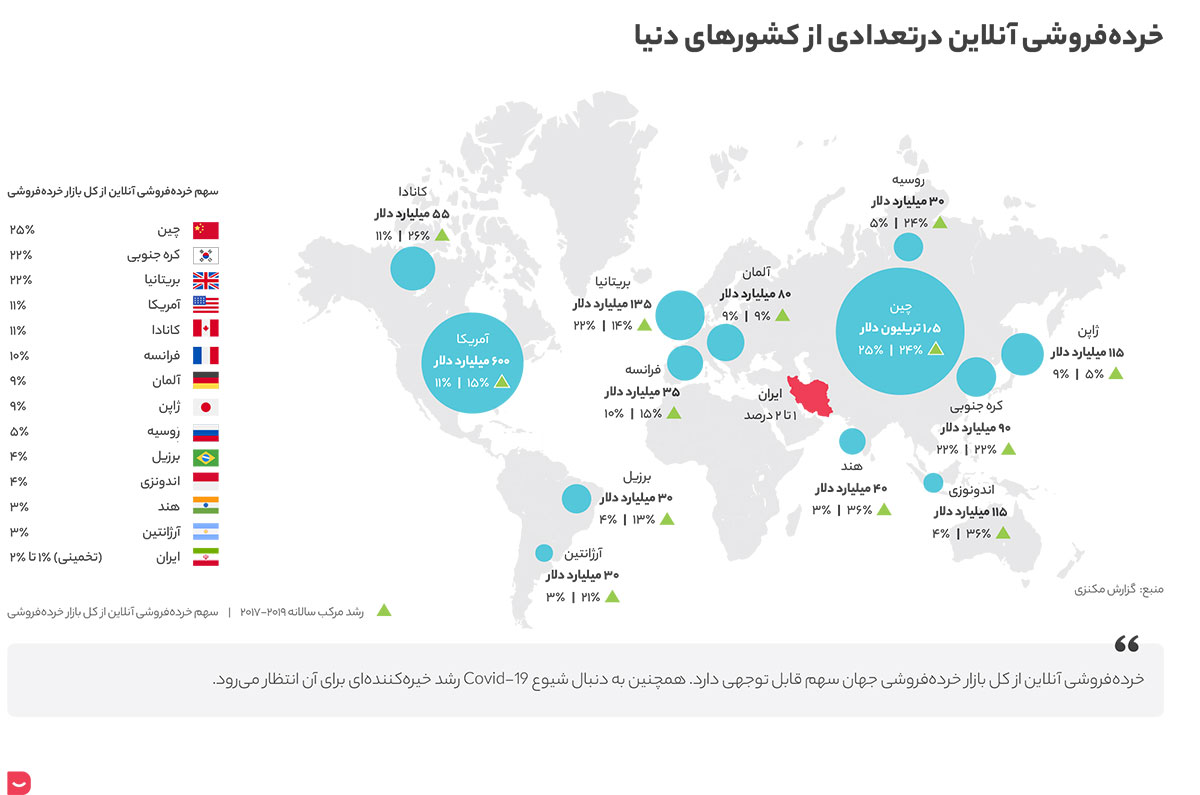 خرده‌فروشی آنلاین درتعدادی از کشورهای دنیا
روسیه
۳۰ میلیارد دلار
۲۴% | ۵%
کانادا
۵۵ میلیارد دلار
۲۶% | ۱۱%
آلمان
۸۰ میلیارد دلار
۹% | ۹%
بریتانیا
۱۳۵ میلیارد دلار
۱۴% | ۲۲%
چین
۱٫۵ تریلیون دلار
۲۴% | ۲۵%
ژاپن
۱۱۵ میلیارد دلار
۵% | ۹%
آمریکا
۶۰۰ میلیارد دلار
۱۵% | ۱۱%
فرانسه
۳۵ میلیارد دلار
۱۵% | ۱۰%
ایران
۱ تا ۲ درصد
کره جنوبی
۹۰ میلیارد دلار
۲۲% | ۲۲%
هند
۴۰ میلیارد دلار
۳۶% | ۳%
اندونوزی
۱۱۵ میلیارد دلار
۳۶% | ۴%
برزیل
۳۰ میلیارد دلار
۱۳% | ۴%
آرژانتین
۳۰ میلیارد دلار
۲۱% | ۳%
سهم خرده‌فروشی آنلاین از کل بازار خرده‌فروشی
چین ۲۵%
کره جنوبی ۲۲%
بریتانیا ۲۲%
آمریکا ۱۱%
کانادا ۱۱%
فرانسه ۱۰%
آلمان ۹%
ژاپن ۹%
روسیه ۵%
برزیل ۴%
اندونزی ۴%
هند ۳%
آرژانتین ۳%
ایران (تخمینی) ۱% تا ۲%
منبع: گزارش مکنزی
رشد مرکب سالانه ۲۰۱۹-۲۰۱۷ | سهم خرده‌فروشی آنلاین از کل بازار خرده‌فروشی
خرده‌فروشی آنلاین از کل بازار خرده‌فروشی جهان سهم قابل توجهی دارد. همچنین به دنبال شیوع Covid-19 رشد خیره‌کننده‌ای برای آن انتظار می‌رود.